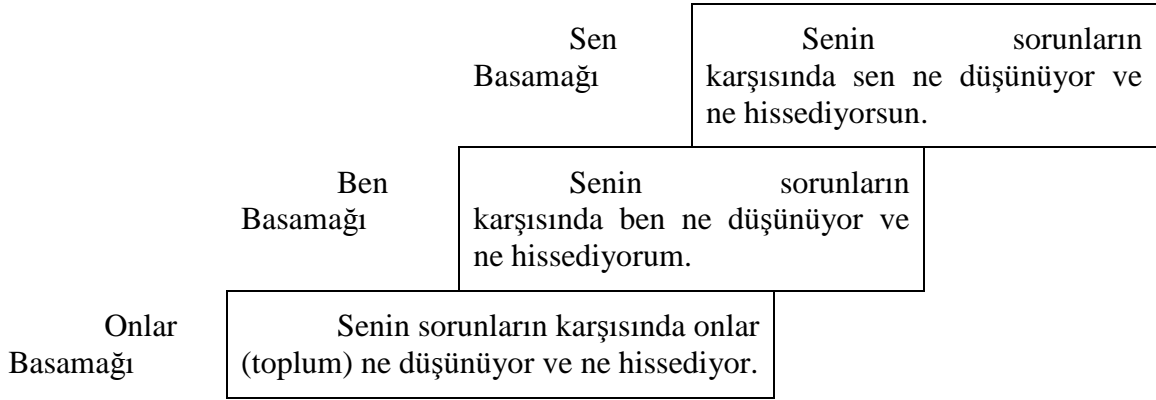 Sen
Basamağı
Senin sorunların
karşısında sen ne düşünüyor ve
ne hissediyorsun.
Ben
Basamağı
Senin sorunların
karşısında ben ne düşünüyor ve
ne hissediyorum.
Onlar
Basamağı
Senin sorunların karşısında onlar
(toplum) ne düşünüyor ve ne hissediyor.